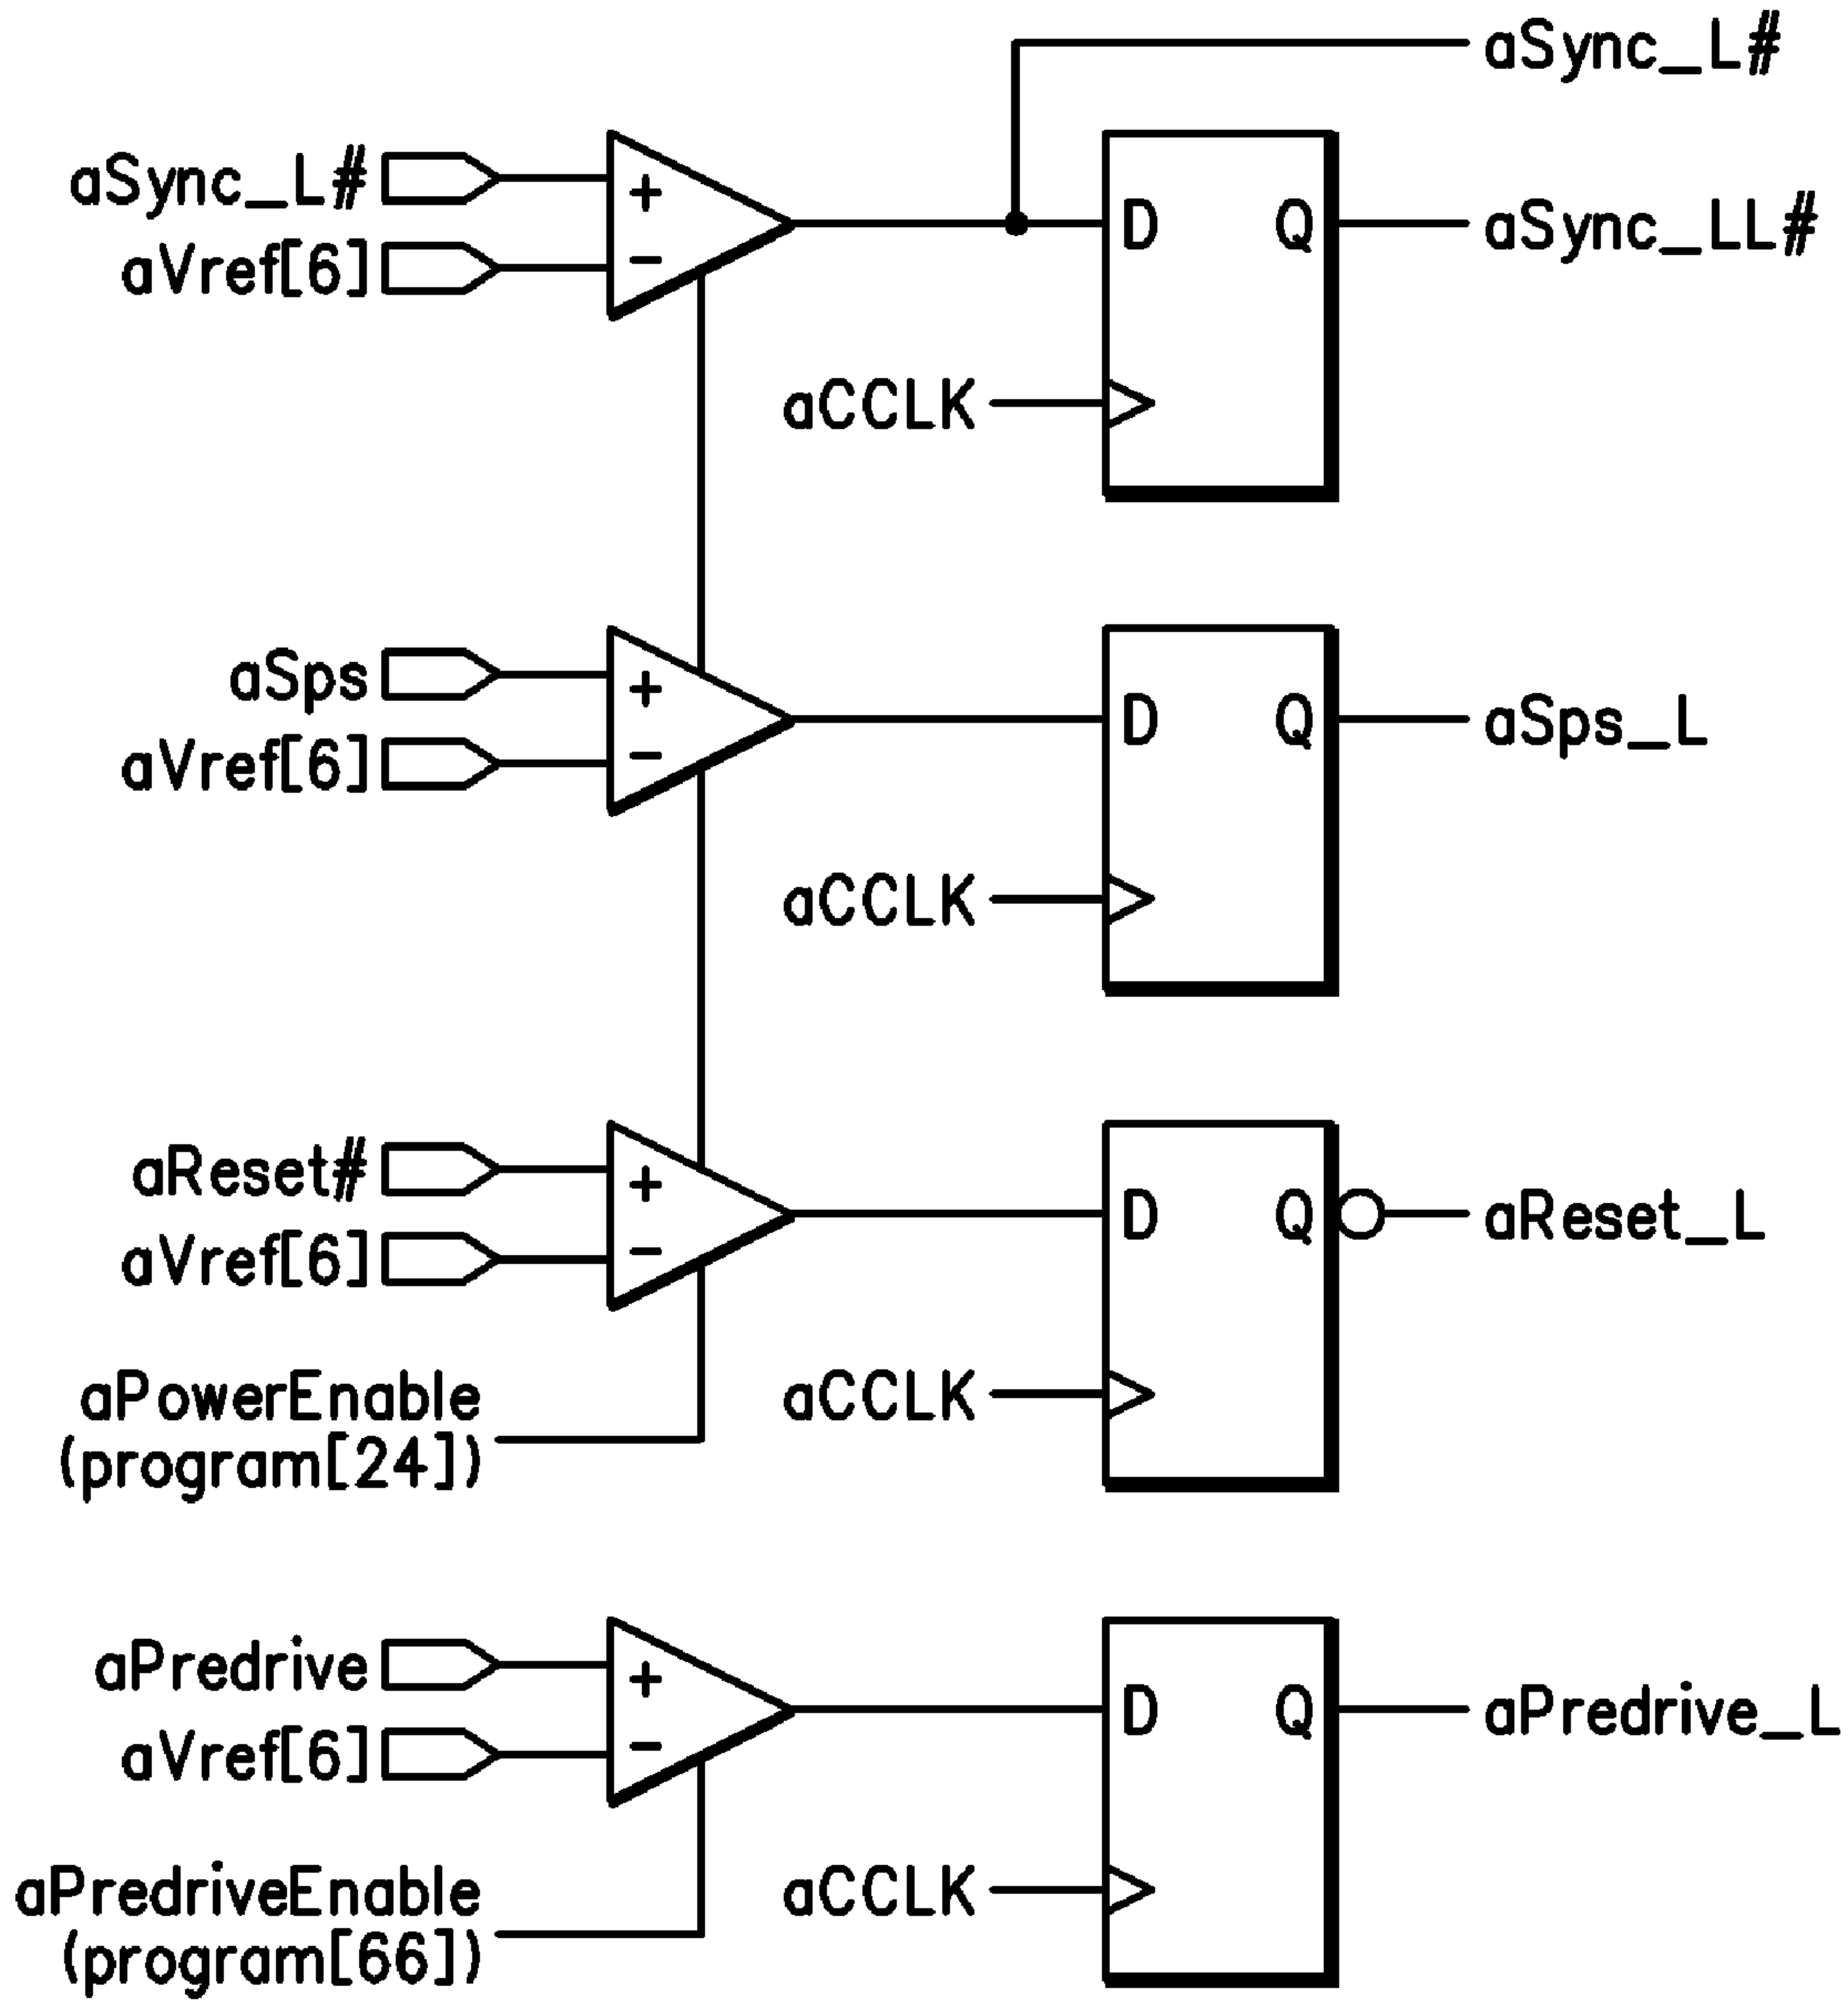 aSync_L#
aSync_L#
+
D
Q
aSync_LL#
aVref[6]
−
aCCLK
aSps
+
D
Q
aSps_L
aVref[6]
−
aCCLK
aReset#
+
D
Q
aReset_L
aVref[6]
−
aPowerEnable
(program[24])
aCCLK
aPredrive
+
D
Q
aPredrive_L
aVref[6]
−
aPredriveEnable
(program[66])
aCCLK